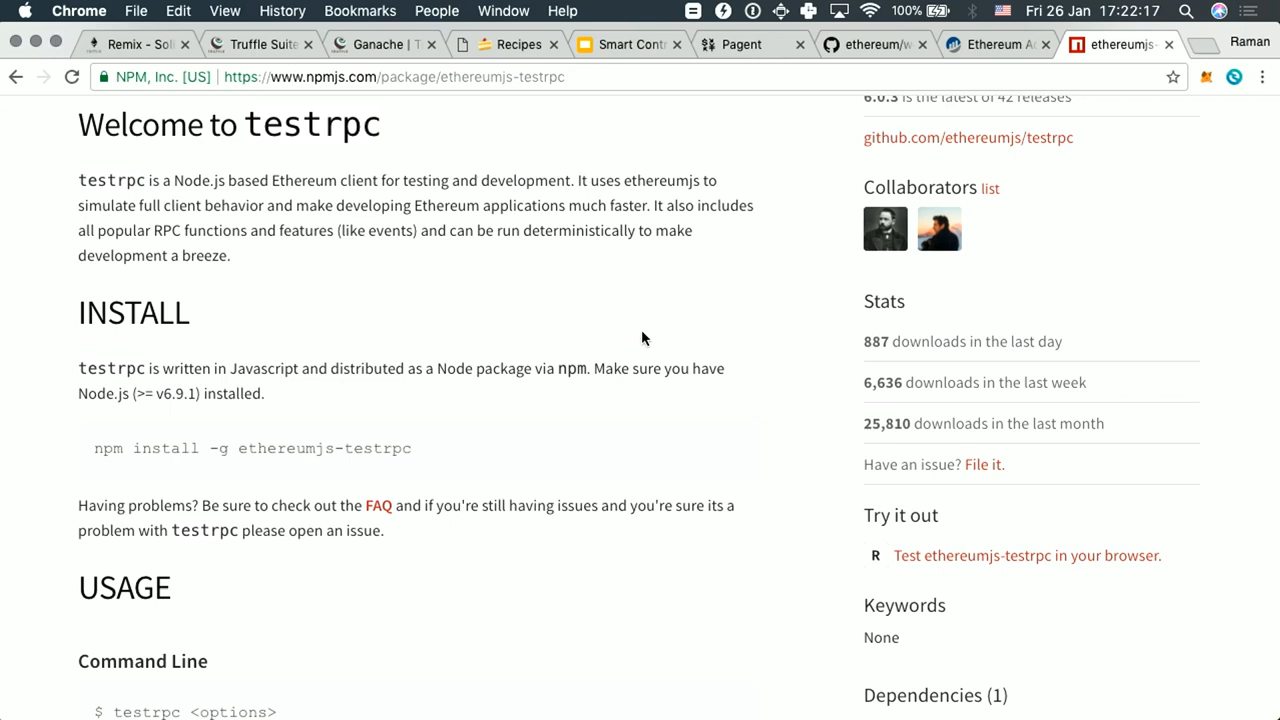 Chrome File Edit View History Bookmarks People Window Help 100% Fri 26 Jan 17:22:17
Remix - Soli Truffle Suite Ganache | T Recipes Smart Contr Pagent ethereum/w Ethereum A ethereumjs- Raman
NPM, Inc. [US] https://www.npmjs.com/package/ethereumjs-testrpc
Welcome to testrpc
testrpc is a Node.js based Ethereum client for testing and development. It uses ethereumjs to
simulate full client behavior and make developing Ethereum applications much faster. It also includes
all popular RPC functions and features (like events) and can be run deterministically to make
development a breeze.
INSTALL
testrpc is written in Javascript and distributed as a Node package via npm. Make sure you have
Node.js (>= v6.9.1) installed.
npm install -g ethereumjs-testrpc
Having problems? Be sure to check out the FAQ and if you're still having issues and you're sure its a
problem with testrpc please open an issue.
USAGE
Command Line
$ testrpc <options>
6.0.3 is the latest of 42 releases
github.com/ethereumjs/testrpc
Collaborators list
Stats
887 downloads in the last day
6,636 downloads in the last week
25,810 downloads in the last month
Have an issue? File it.
Try it out
R Test ethereumjs-testrpc in your browser.
Keywords
None
Dependencies (1)